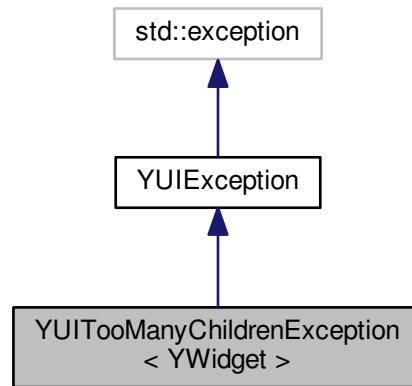 std::exception
YUIException
YUITooManyChildrenException
< YWidget >